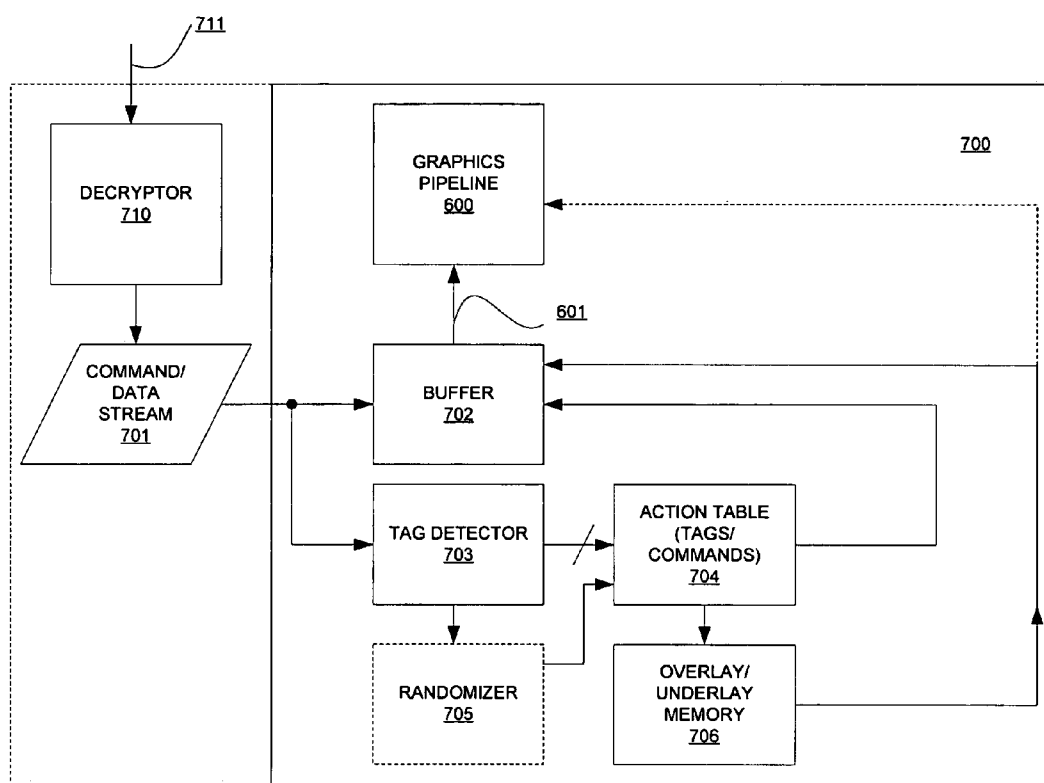 711
DECRYPTOR
710
COMMAND/
DATA
STREAM
701
GRAPHICS
PIPELINE
600
700
601
BUFFER
702
TAG DETECTOR
703
ACTION TABLE
(TAGS/
COMMANDS)
704
RANDOMIZER
705
OVERLAY/
UNDERLAY
MEMORY
706